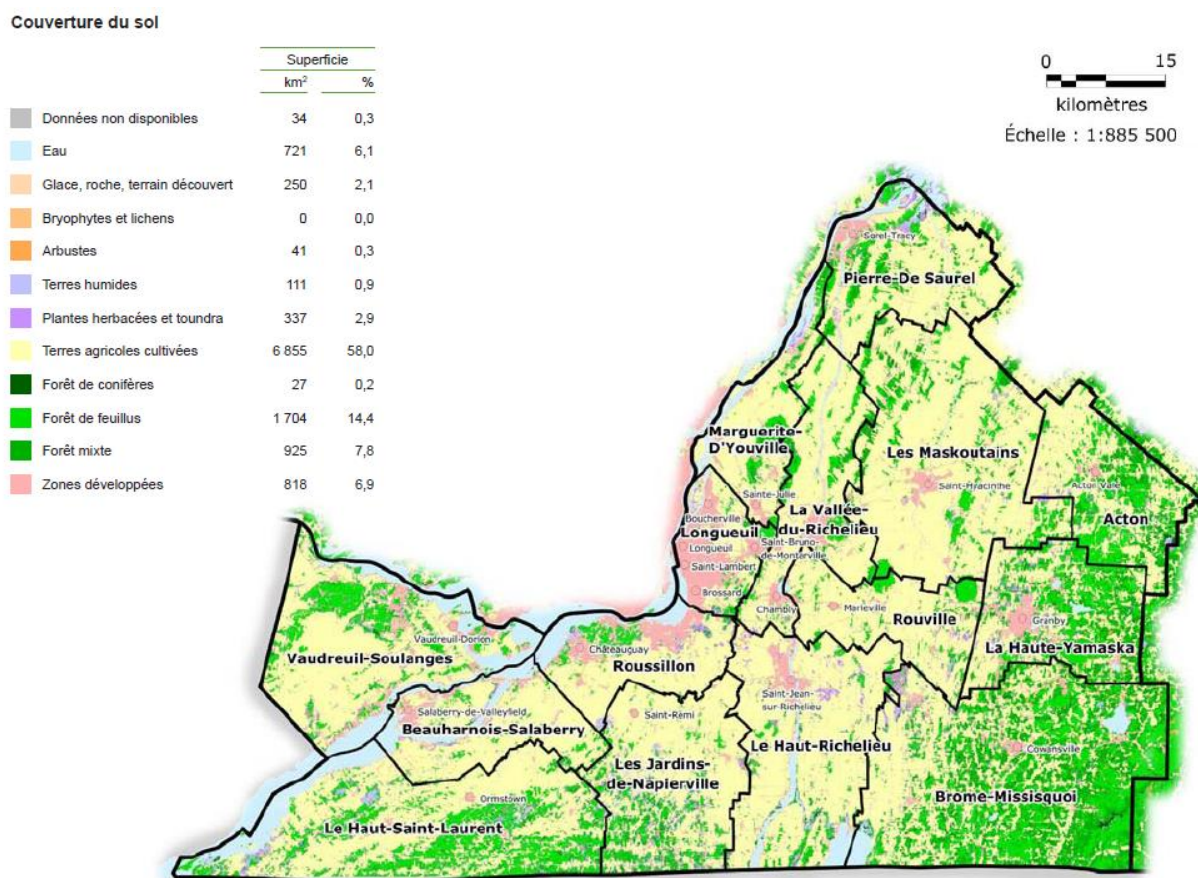 Couverture du sol
Superficie
km² %
Données non disponibles 34 0,3
Eau 721 6,1
Glace, roche, terrain découvert 250 2,1
Bryophytes et lichens 0 0,0
Arbustes 41 0,3
Terres humides 111 0,9
Plantes herbacées et toundra 337 2,9
Terres agricoles cultivées 6 855 58,0
Forêt de conifères 27 0,2
Forêt de feuillus 1 704 14,4
Forêt mixte 925 7,8
Zones développées 818 6,9
0 15
kilomètres
Échelle : 1:885 500
Sorel-Tracy
Pierre-De Saurel
Marguerite-
D'Youville
Les Maskoutains
Saint-Hyacinthe
Acton Vale
Acton
Sainte-Julie
La Vallée-
du-Richelieu
Boucherville
Longueuil
Longueuil
Saint-Bruno-
de-Montarville
Saint-Lambert
Brossard
Chambly
Marieville
Rouville
Granby
La Haute-Yamaska
Vaudreuil-Dorion
Vaudreuil-Soulanges
Châteauguay
Roussillon
Saint-Jean-
sur-Richelieu
Salaberry-de-Valleyfield
Beauharnois-Salaberry
Saint-Rémi
Le Haut-Richelieu
Les Jardins-
de-Napierville
Cowansville
Brome-Missisquoi
Ormstown
Le Haut-Saint-Laurent